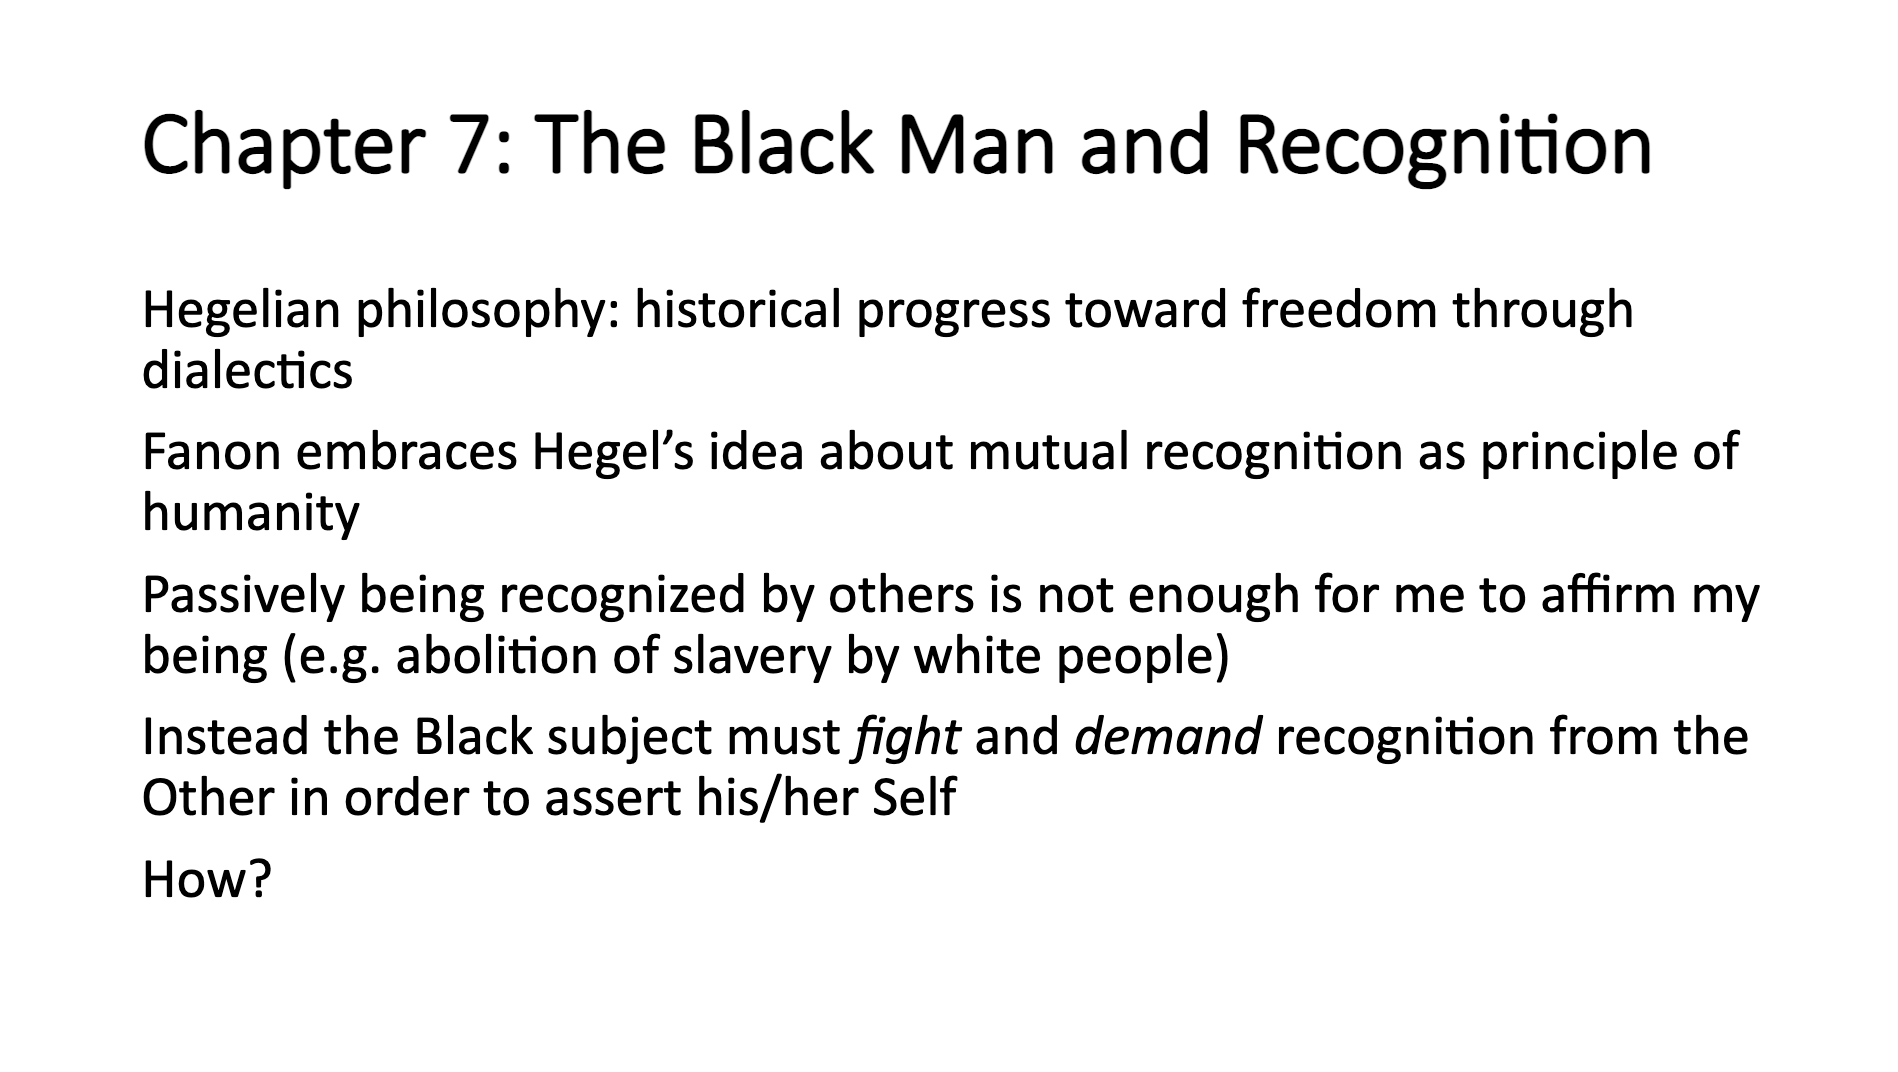 Chapter 7: The Black Man and Recognition
Hegelian philosophy: historical progress toward freedom through
dialectics
Fanon embraces Hegel’s idea about mutual recognition as principle of
humanity
Passively being recognized by others is not enough for me to affirm my
being (e.g. abolition of slavery by white people)
Instead the Black subject must fight and demand recognition from the
Other in order to assert his/her Self
How?